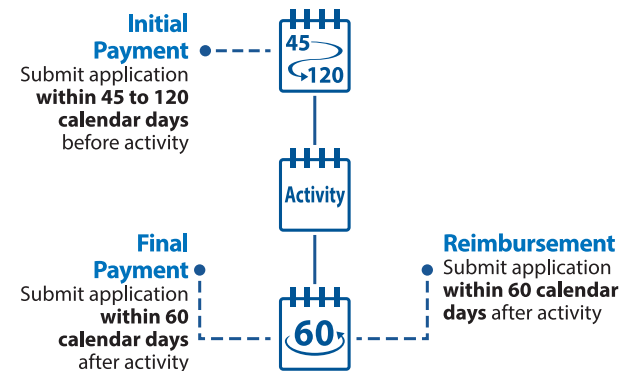 Initial
Payment
Submit application
within 45 to 120
calendar days
before activity
45
120
Activity
Final
Payment
Submit application
within 60
calendar days
after activity
60
Reimbursement
Submit application
within 60 calendar
days after activity